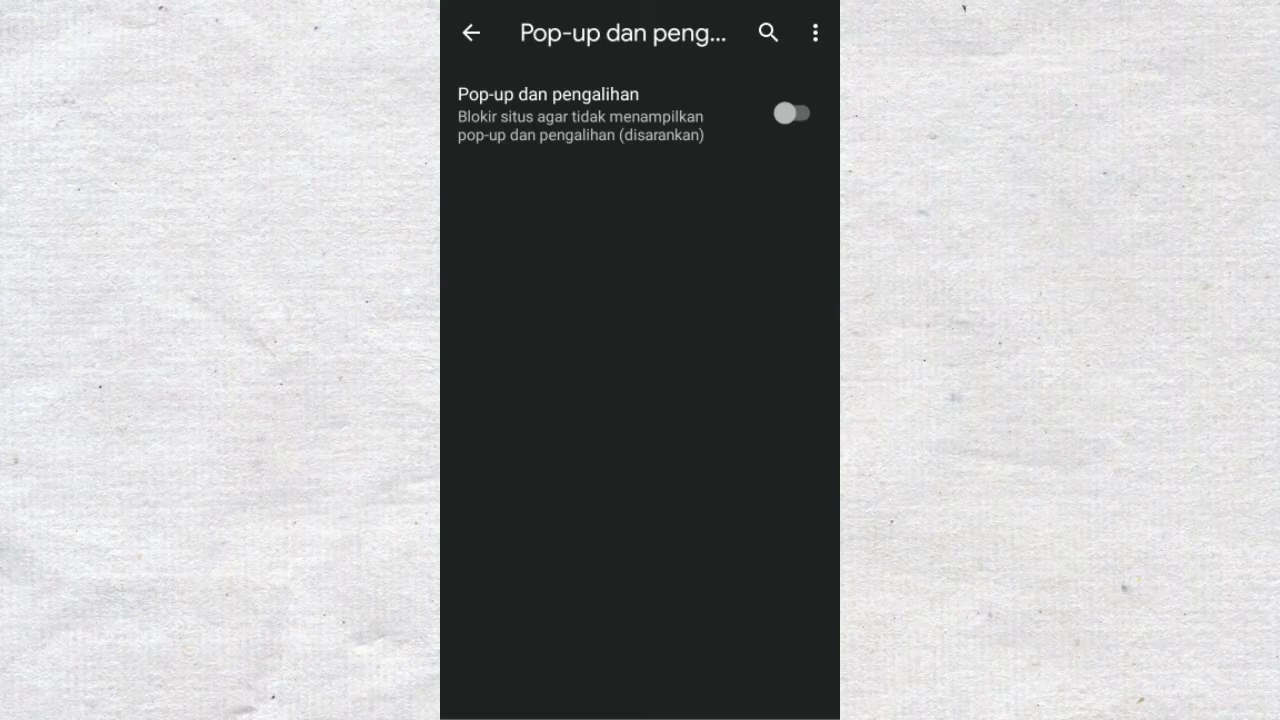 Pop-up dan peng...
Pop-up dan pengalihan
Blokir situs agar tidak menampilkan
pop-up dan pengalihan (disarankan)